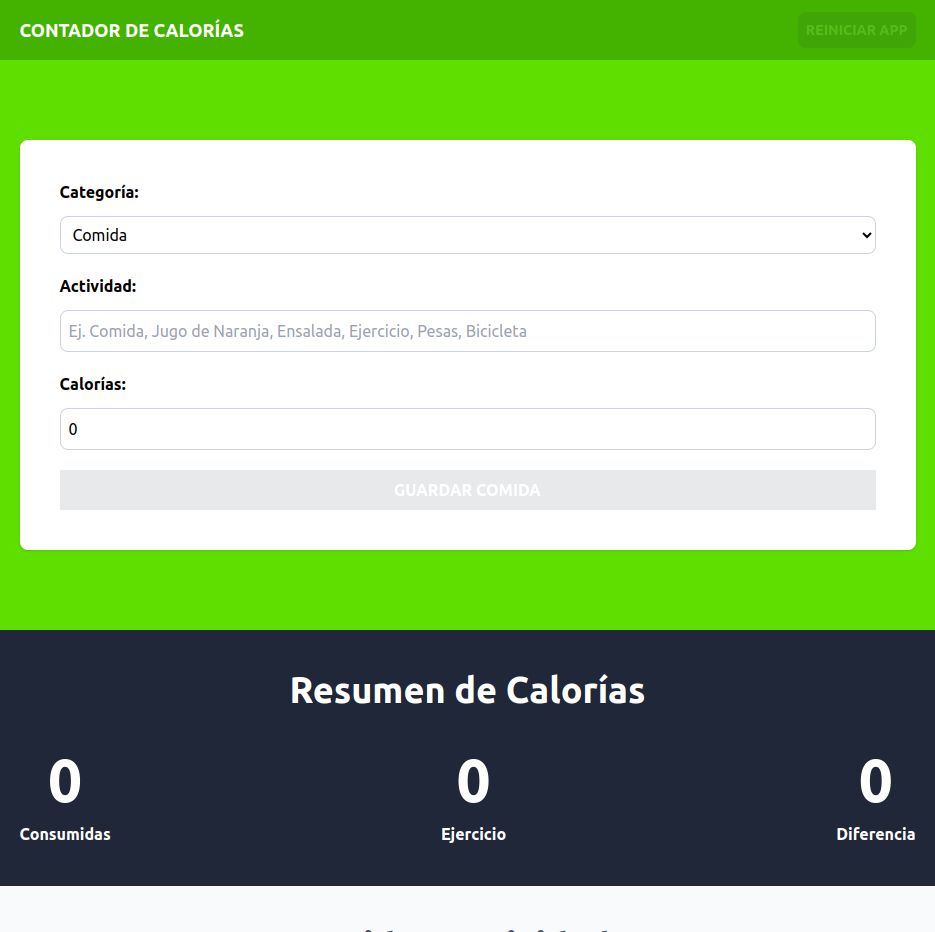 CONTADOR DE CALORÍAS
REINICIAR APP
Categoría:
Comida
Actividad:
Ej. Comida, Jugo de Naranja, Ensalada, Ejercicio, Pesas, Bicicleta
Calorías:
0
GUARDAR COMIDA
Resumen de Calorías
0 0 0
Consumidas Ejercicio Diferencia